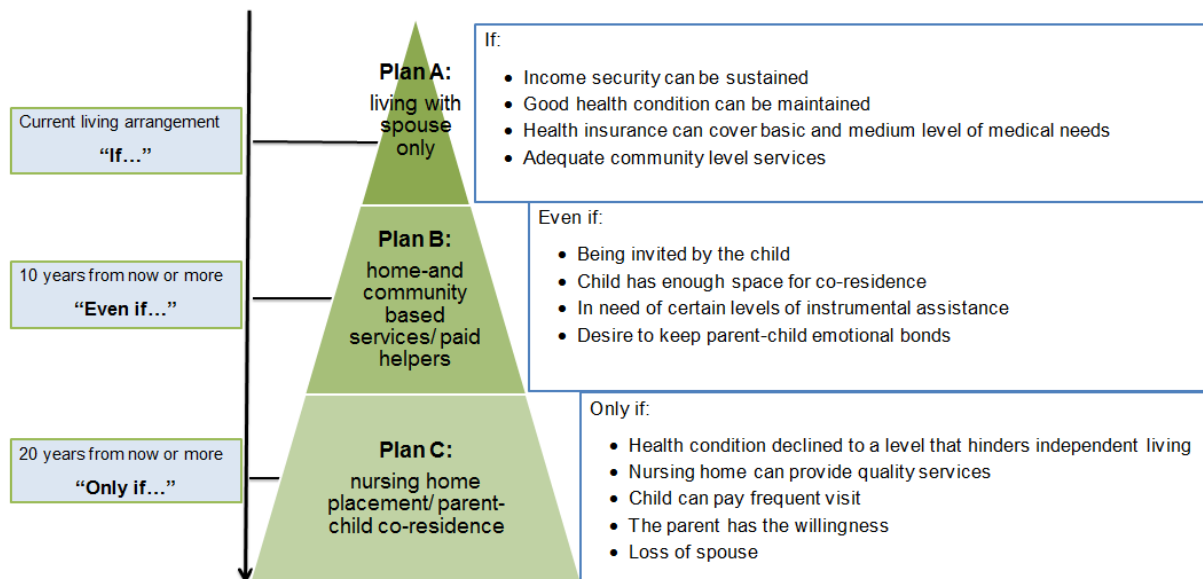 Current living arrangement
“If…”
10 years from now or more
“Even if…”
20 years from now or more
“Only if…”
Plan A:
living with
spouse
only
Plan B:
home-and
community
based
services/ paid
helpers
Plan C:
nursing home
placement/ parent-
child co-residence
If:
• Income security can be sustained
• Good health condition can be maintained
• Health insurance can cover basic and medium level of medical needs
• Adequate community level services
Even if:
• Being invited by the child
• Child has enough space for co-residence
• In need of certain levels of instrumental assistance
• Desire to keep parent-child emotional bonds
Only if:
• Health condition declined to a level that hinders independent living
• Nursing home can provide quality services
• Child can pay frequent visit
• The parent has the willingness
• Loss of spouse